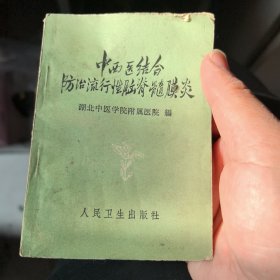 中西医结合
防治流行性脑脊髓膜炎
湖北中医学院附属医院 编
人民卫生出版社